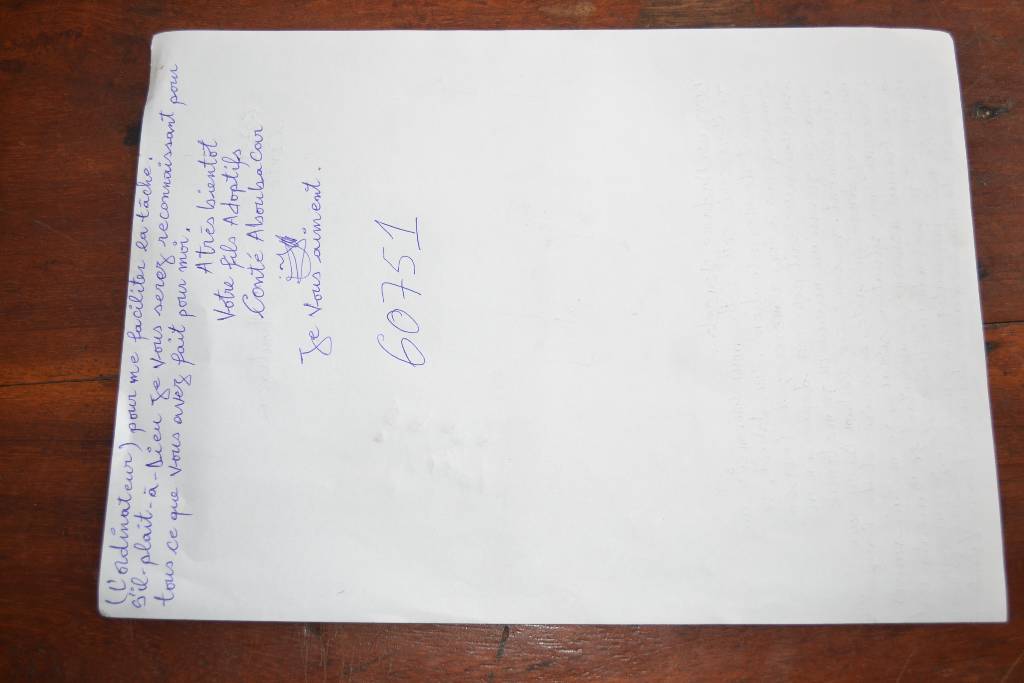 (l'ordinateur) pour me faciliter la tâche.
s'il-plait-à-Dieu je vous serez reconnaissant pour
tous ce que vous avez fait pour moi.
A très bientôt
Votre fils Adoptifs
Conté Aboubacar
Je vous aiment.
60751